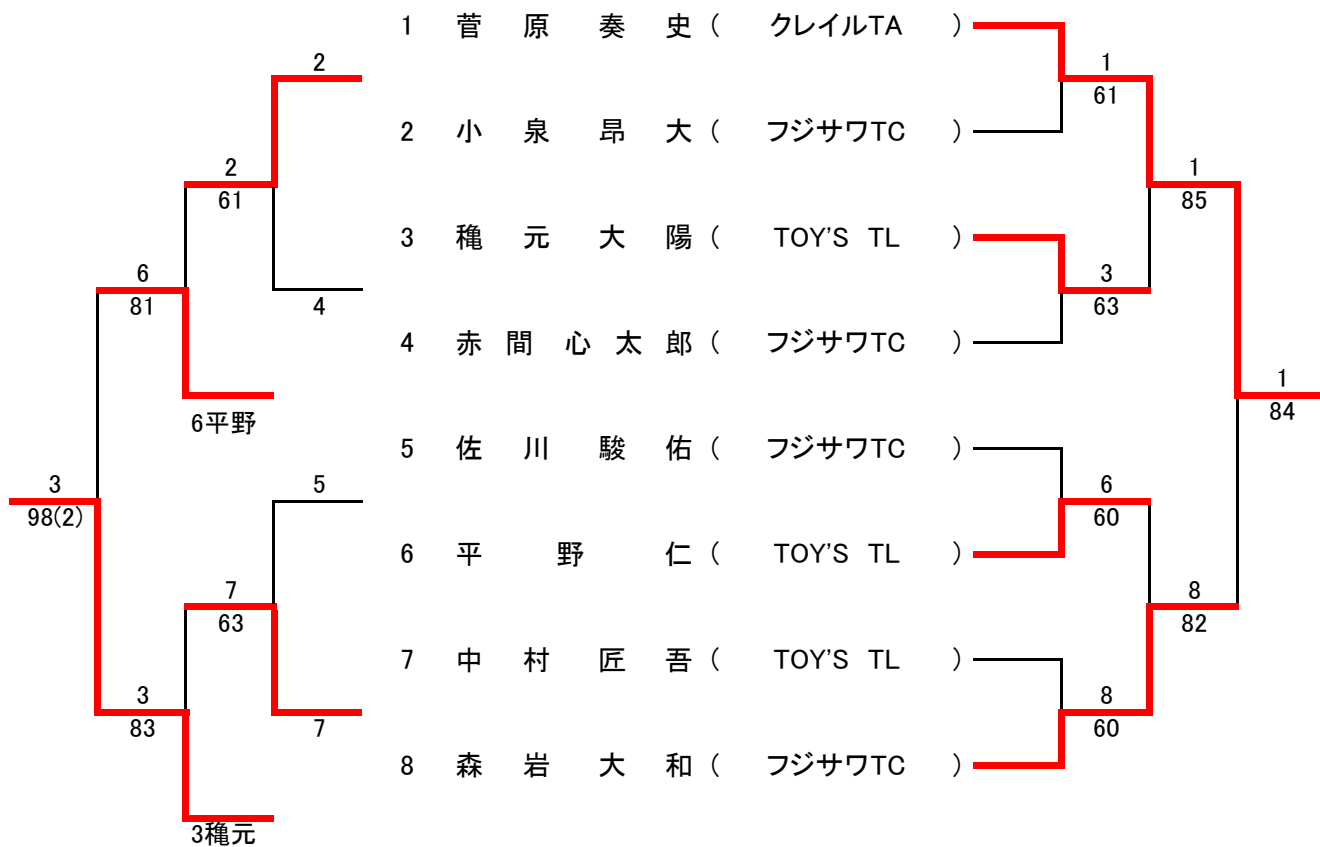 1 菅原奏史 ( クレイルTA )
2
1
61
2 小泉昂大 ( フジサワTC )
2
61
1
85
3 穐元大陽 ( TOY'S TL )
6
81
3
63
4
4 赤間心太郎 ( フジサワTC )
1
84
6平野
5 佐川駿佑 ( フジサワTC )
3
98(2)
5
6
60
6 平野仁 ( TOY'S TL )
7
63
8
82
7 中村匠吾 ( TOY'S TL )
3
83
7
8
60
8 森岩大和 ( フジサワTC )
3穐元